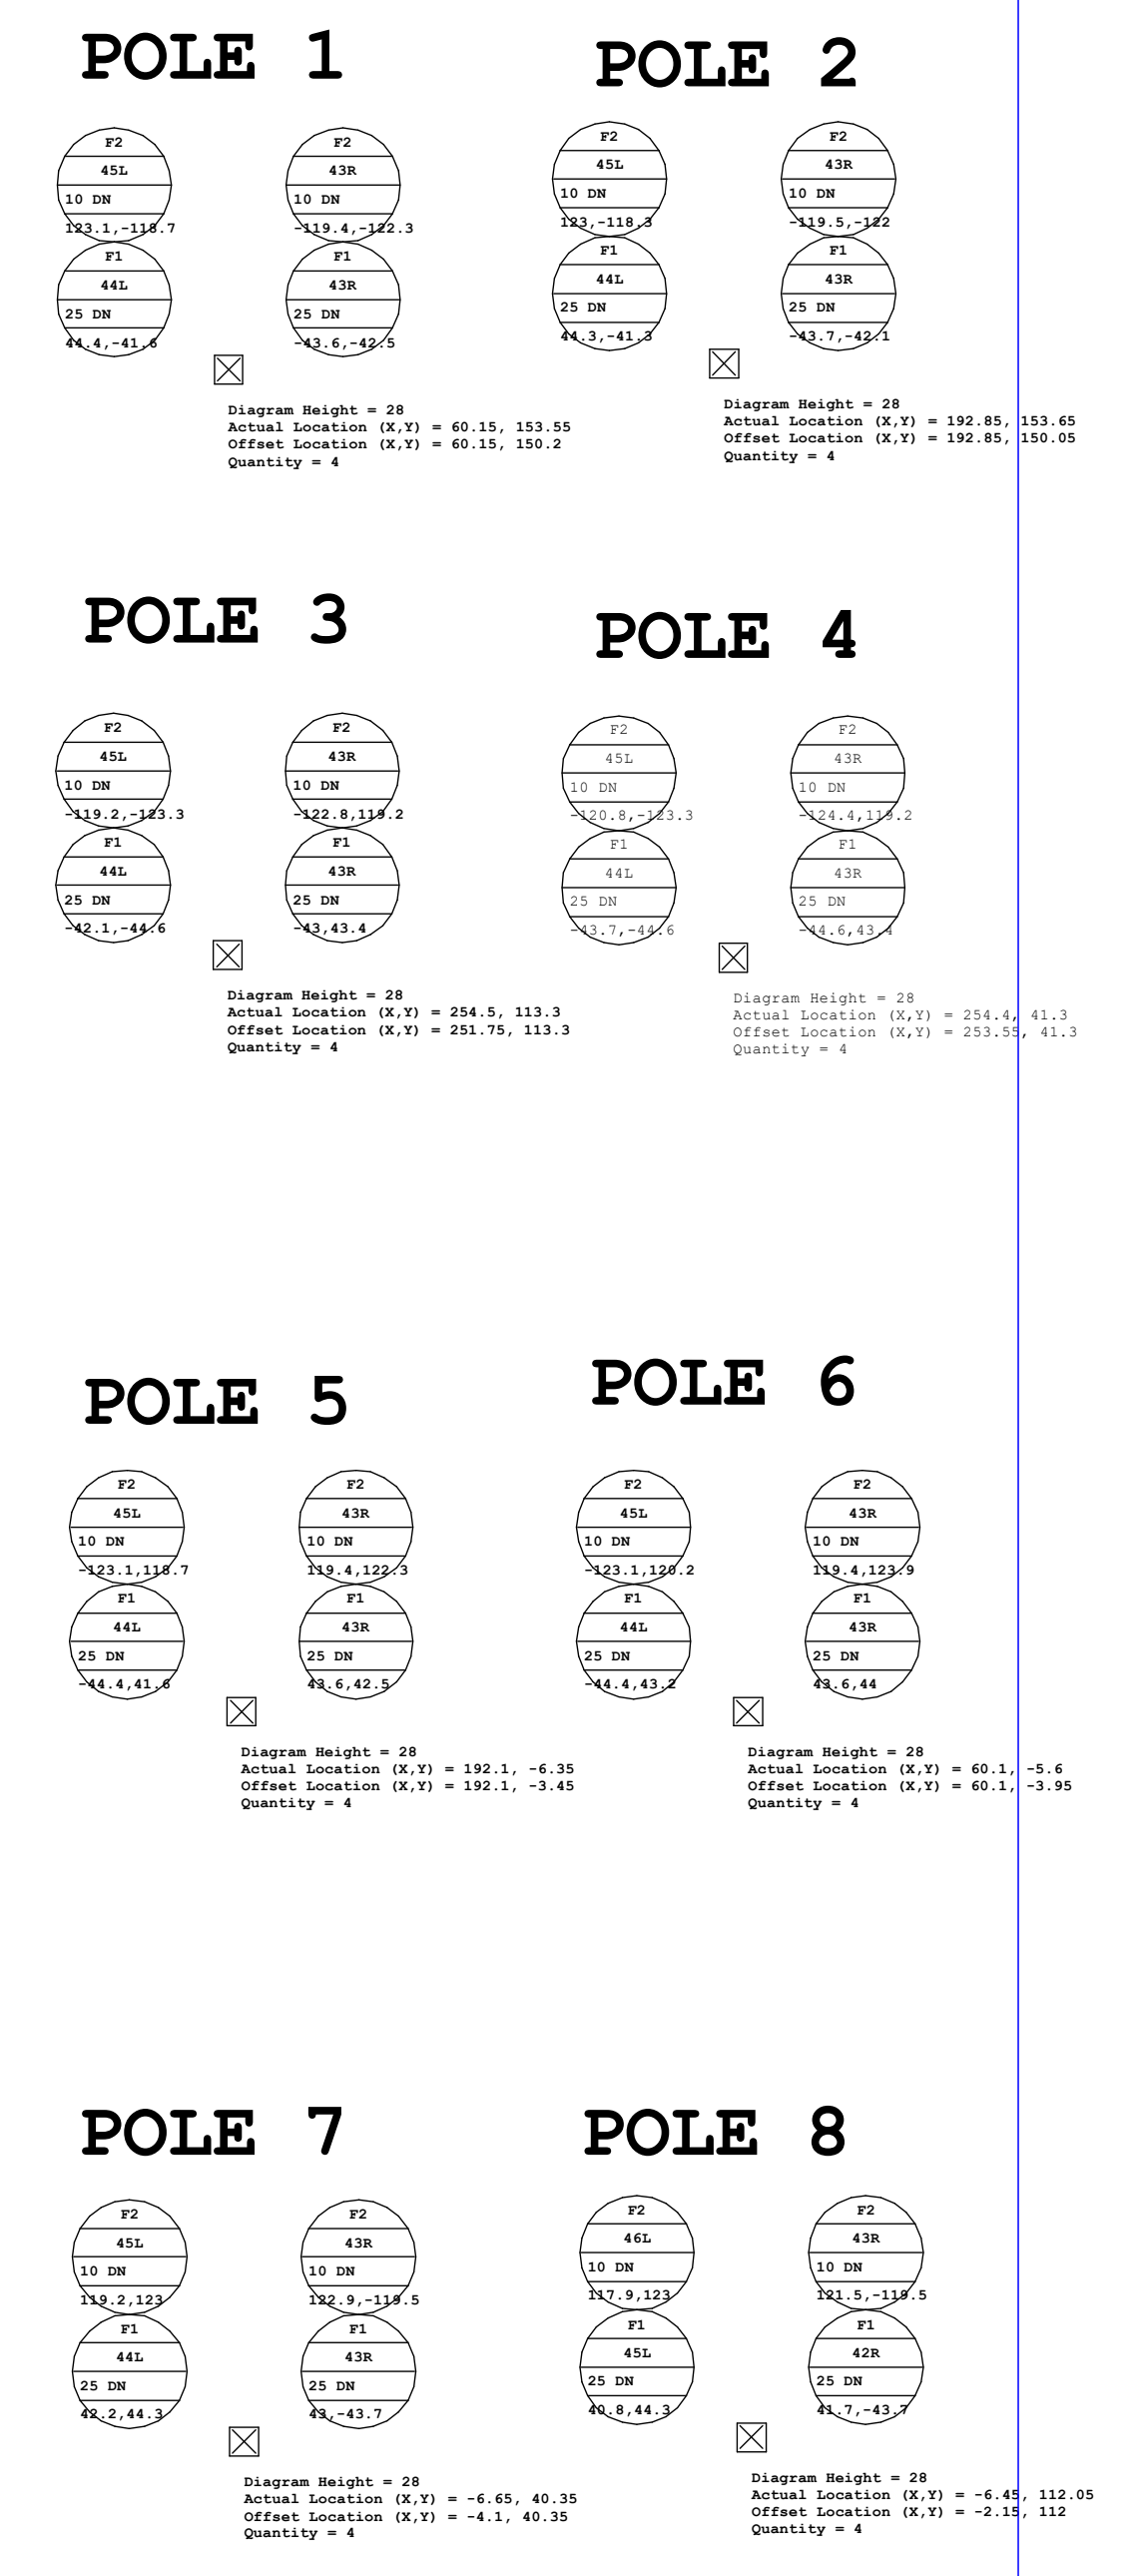 POLE 1
F2
45L
10 DN
123.1,-118.7
F1
44L
25 DN
44.4,-41.6
F2
43R
10 DN
-119.4,-122.3
F1
43R
25 DN
-43.6,-42.5
Diagram Height = 28
Actual Location (X,Y) = 60.15, 153.55
Offset Location (X,Y) = 60.15, 150.2
Quantity = 4
POLE 2
F2
45L
10 DN
123,-118.3
F1
44L
25 DN
44.3,-41.3
F2
43R
10 DN
-119.5,-122
F1
43R
25 DN
-43.7,-42.1
Diagram Height = 28
Actual Location (X,Y) = 192.85, 153.65
Offset Location (X,Y) = 192.85, 150.05
Quantity = 4
POLE 3
F2
45L
10 DN
-119.2,-123.3
F1
44L
25 DN
-42.1,-44.6
F2
43R
10 DN
-122.8,119.2
F1
43R
25 DN
-43,43.4
Diagram Height = 28
Actual Location (X,Y) = 254.5, 113.3
Offset Location (X,Y) = 251.75, 113.3
Quantity = 4
POLE 4
F2
45L
10 DN
-120.8,-123.3
F1
44L
25 DN
-43.7,-44.6
F2
43R
10 DN
-124.4,119.2
F1
43R
25 DN
-44.6,43.4
Diagram Height = 28
Actual Location (X,Y) = 254.4, 41.3
Offset Location (X,Y) = 253.55, 41.3
Quantity = 4
POLE 5
F2
45L
10 DN
-123.1,118.7
F1
44L
25 DN
-44.4,41.6
F2
43R
10 DN
119.4,122.3
F1
43R
25 DN
43.6,42.5
Diagram Height = 28
Actual Location (X,Y) = 192.1, -6.35
Offset Location (X,Y) = 192.1, -3.45
Quantity = 4
POLE 6
F2
45L
10 DN
-123.1,120.2
F1
44L
25 DN
-44.4,43.2
F2
43R
10 DN
119.4,123.9
F1
43R
25 DN
43.6,44
Diagram Height = 28
Actual Location (X,Y) = 60.1, -5.6
Offset Location (X,Y) = 60.1, -3.95
Quantity = 4
POLE 7
F2
45L
10 DN
119.2,123
F1
44L
25 DN
42.2,44.3
F2
43R
10 DN
122.9,-119.5
F1
43R
25 DN
43,-43.7
Diagram Height = 28
Actual Location (X,Y) = -6.65, 40.35
Offset Location (X,Y) = -4.1, 40.35
Quantity = 4
POLE 8
F2
46L
10 DN
117.9,123
F1
45L
25 DN
40.8,44.3
F2
43R
10 DN
121.5,-119.5
F1
42R
25 DN
41.7,-43.7
Diagram Height = 28
Actual Location (X,Y) = -6.45, 112.05
Offset Location (X,Y) = -2.15, 112
Quantity = 4